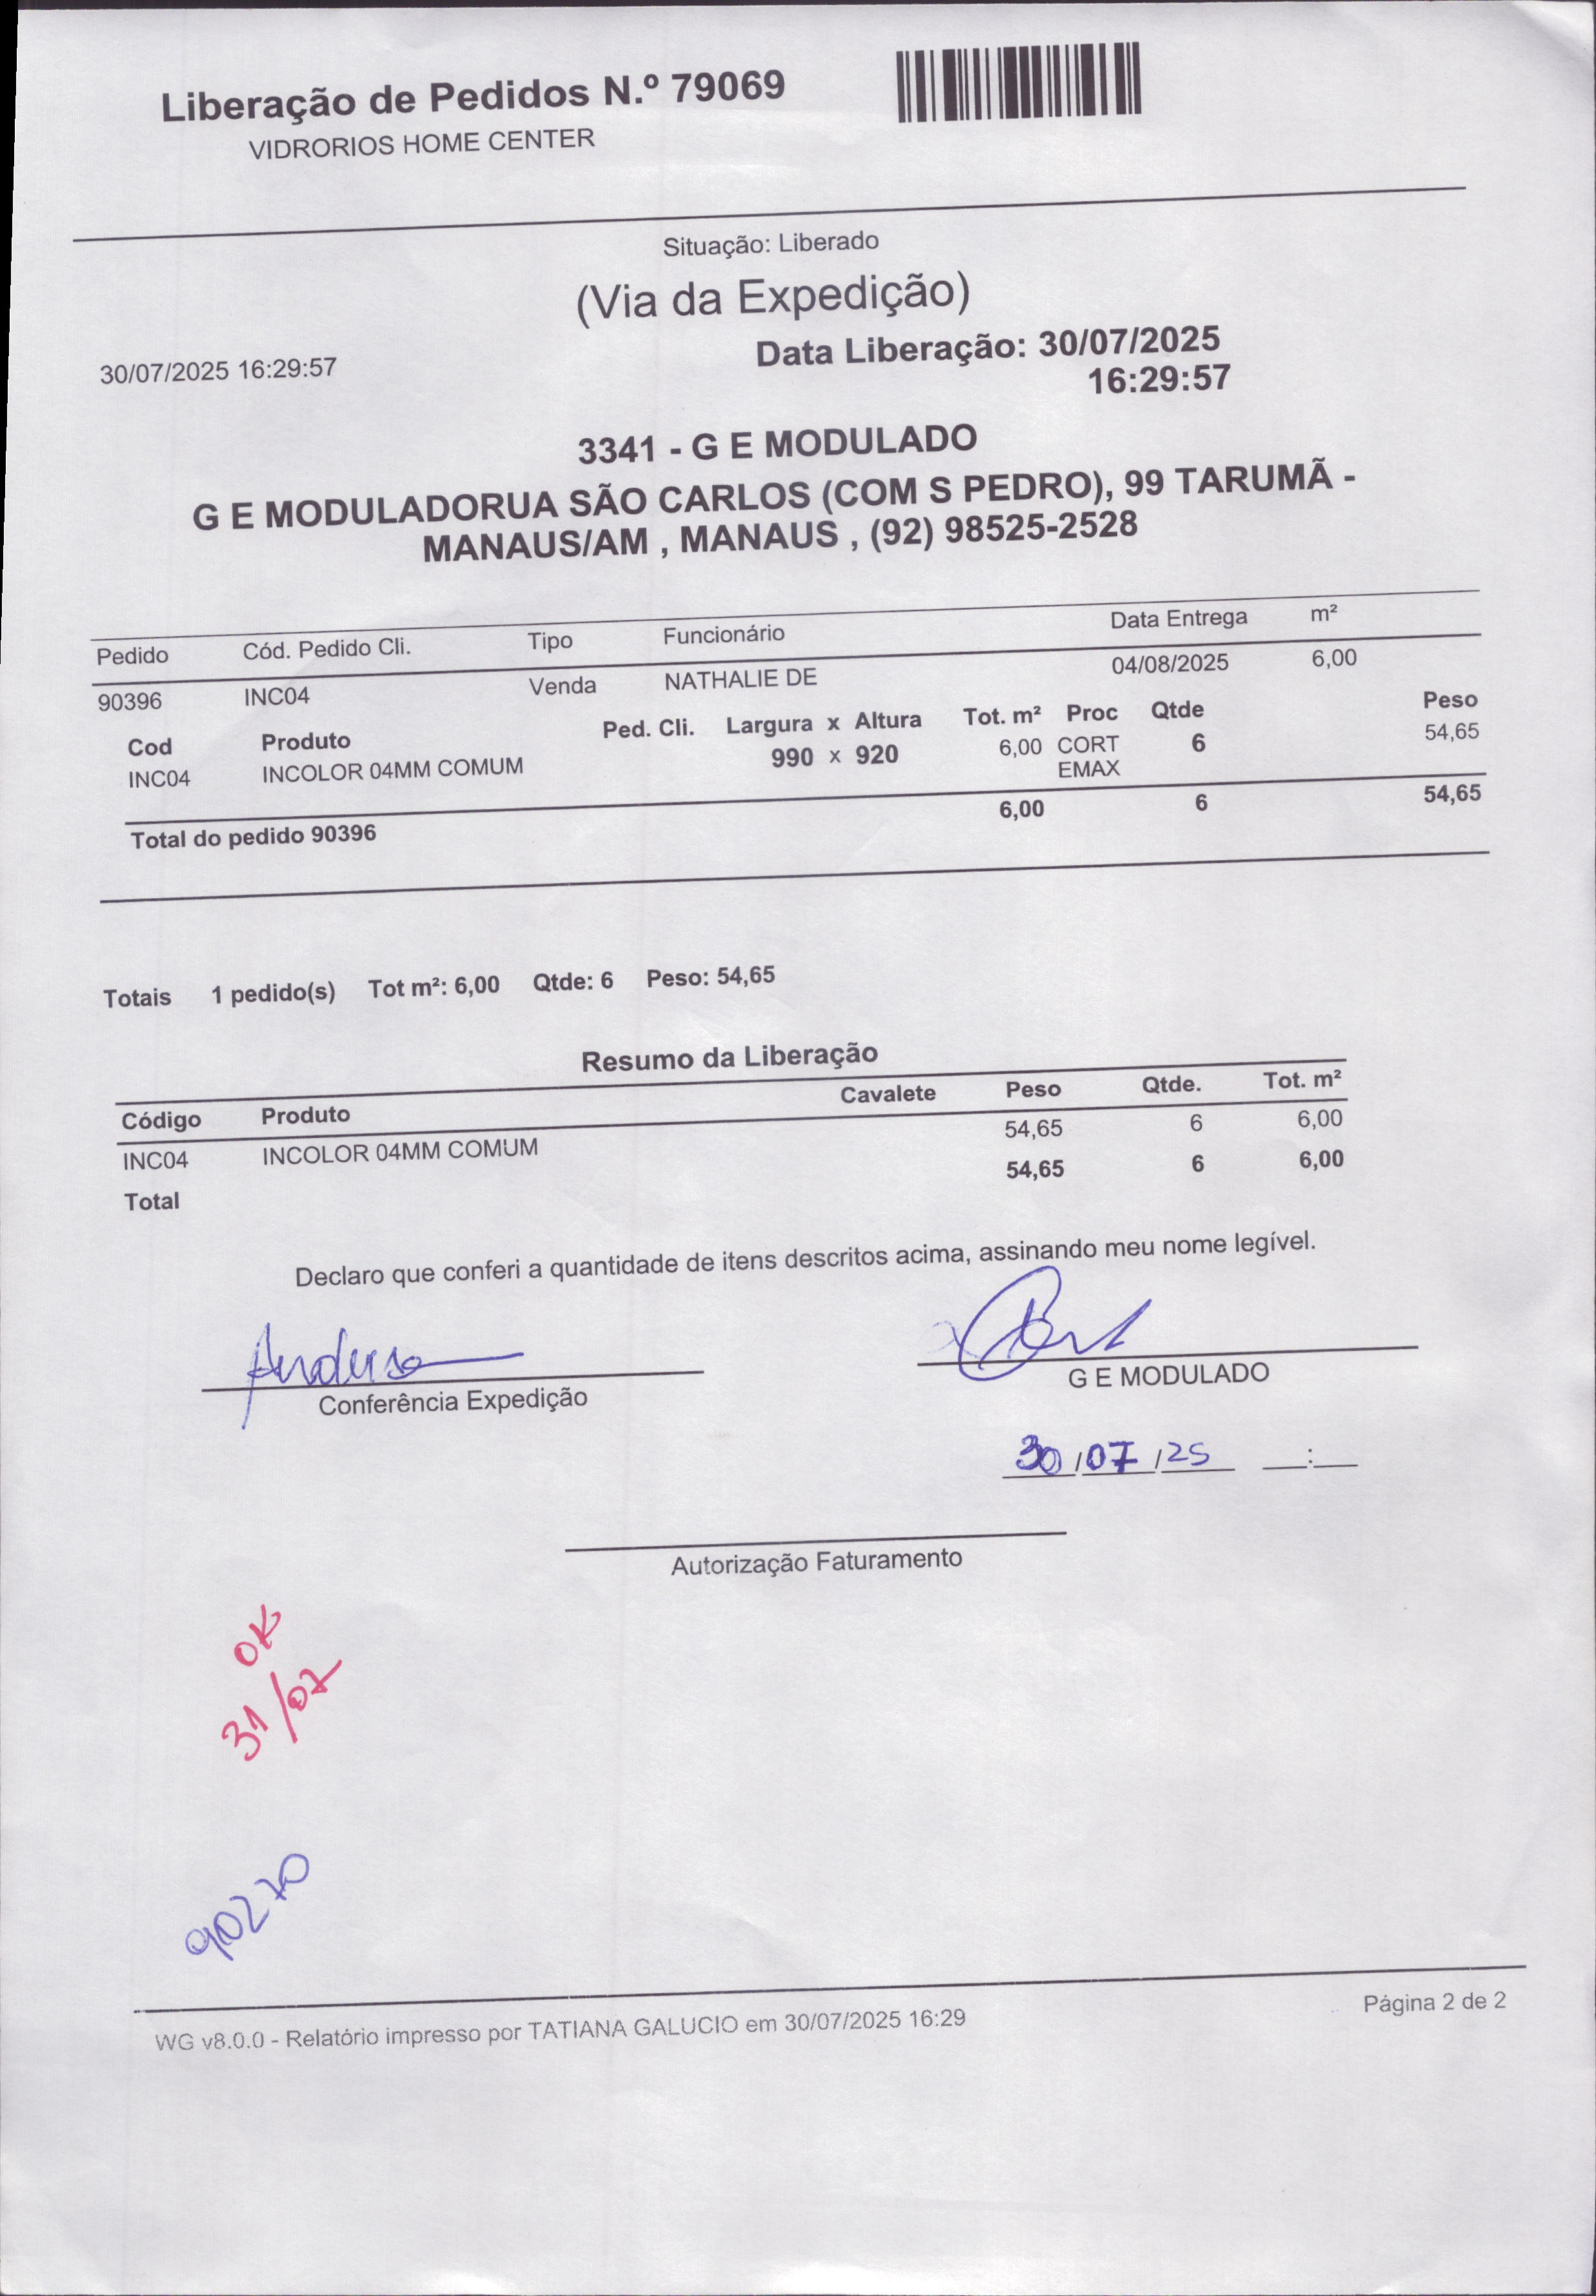 Liberação de Pedidos N.º 79069
VIDRORIOS HOME CENTER
Situação: Liberado
(Via da Expedição)
30/07/2025 16:29:57
Data Liberação: 30/07/2025
16:29:57
3341 - G E MODULADO
G E MODULADORUA SÃO CARLOS (COM S PEDRO), 99 TARUMÃ -
MANAUS/AM , MANAUS , (92) 98525-2528
Pedido Cód. Pedido Cli. Tipo Funcionário Data Entrega m²
90396 INC04 Venda NATHALIE DE 04/08/2025 6,00
Cod Produto Ped. Cli. Largura x Altura Tot. m² Proc Qtde Peso
INC04 INCOLOR 04MM COMUM 990 x 920 6,00 CORT 6 54,65
EMAX
Total do pedido 90396 6,00 6 54,65
Totais 1 pedido(s) Tot m²: 6,00 Qtde: 6 Peso: 54,65
Resumo da Liberação
Código Produto Cavalete Peso Qtde. Tot. m²
INC04 INCOLOR 04MM COMUM 54,65 6 6,00
Total 54,65 6 6,00
Declaro que conferi a quantidade de itens descritos acima, assinando meu nome legível.
Conferência Expedição
G E MODULADO
30/07/25 __:__
Autorização Faturamento
OK
31/07
90270
WG v8.0.0 - Relatório impresso por TATIANA GALUCIO em 30/07/2025 16:29
Página 2 de 2